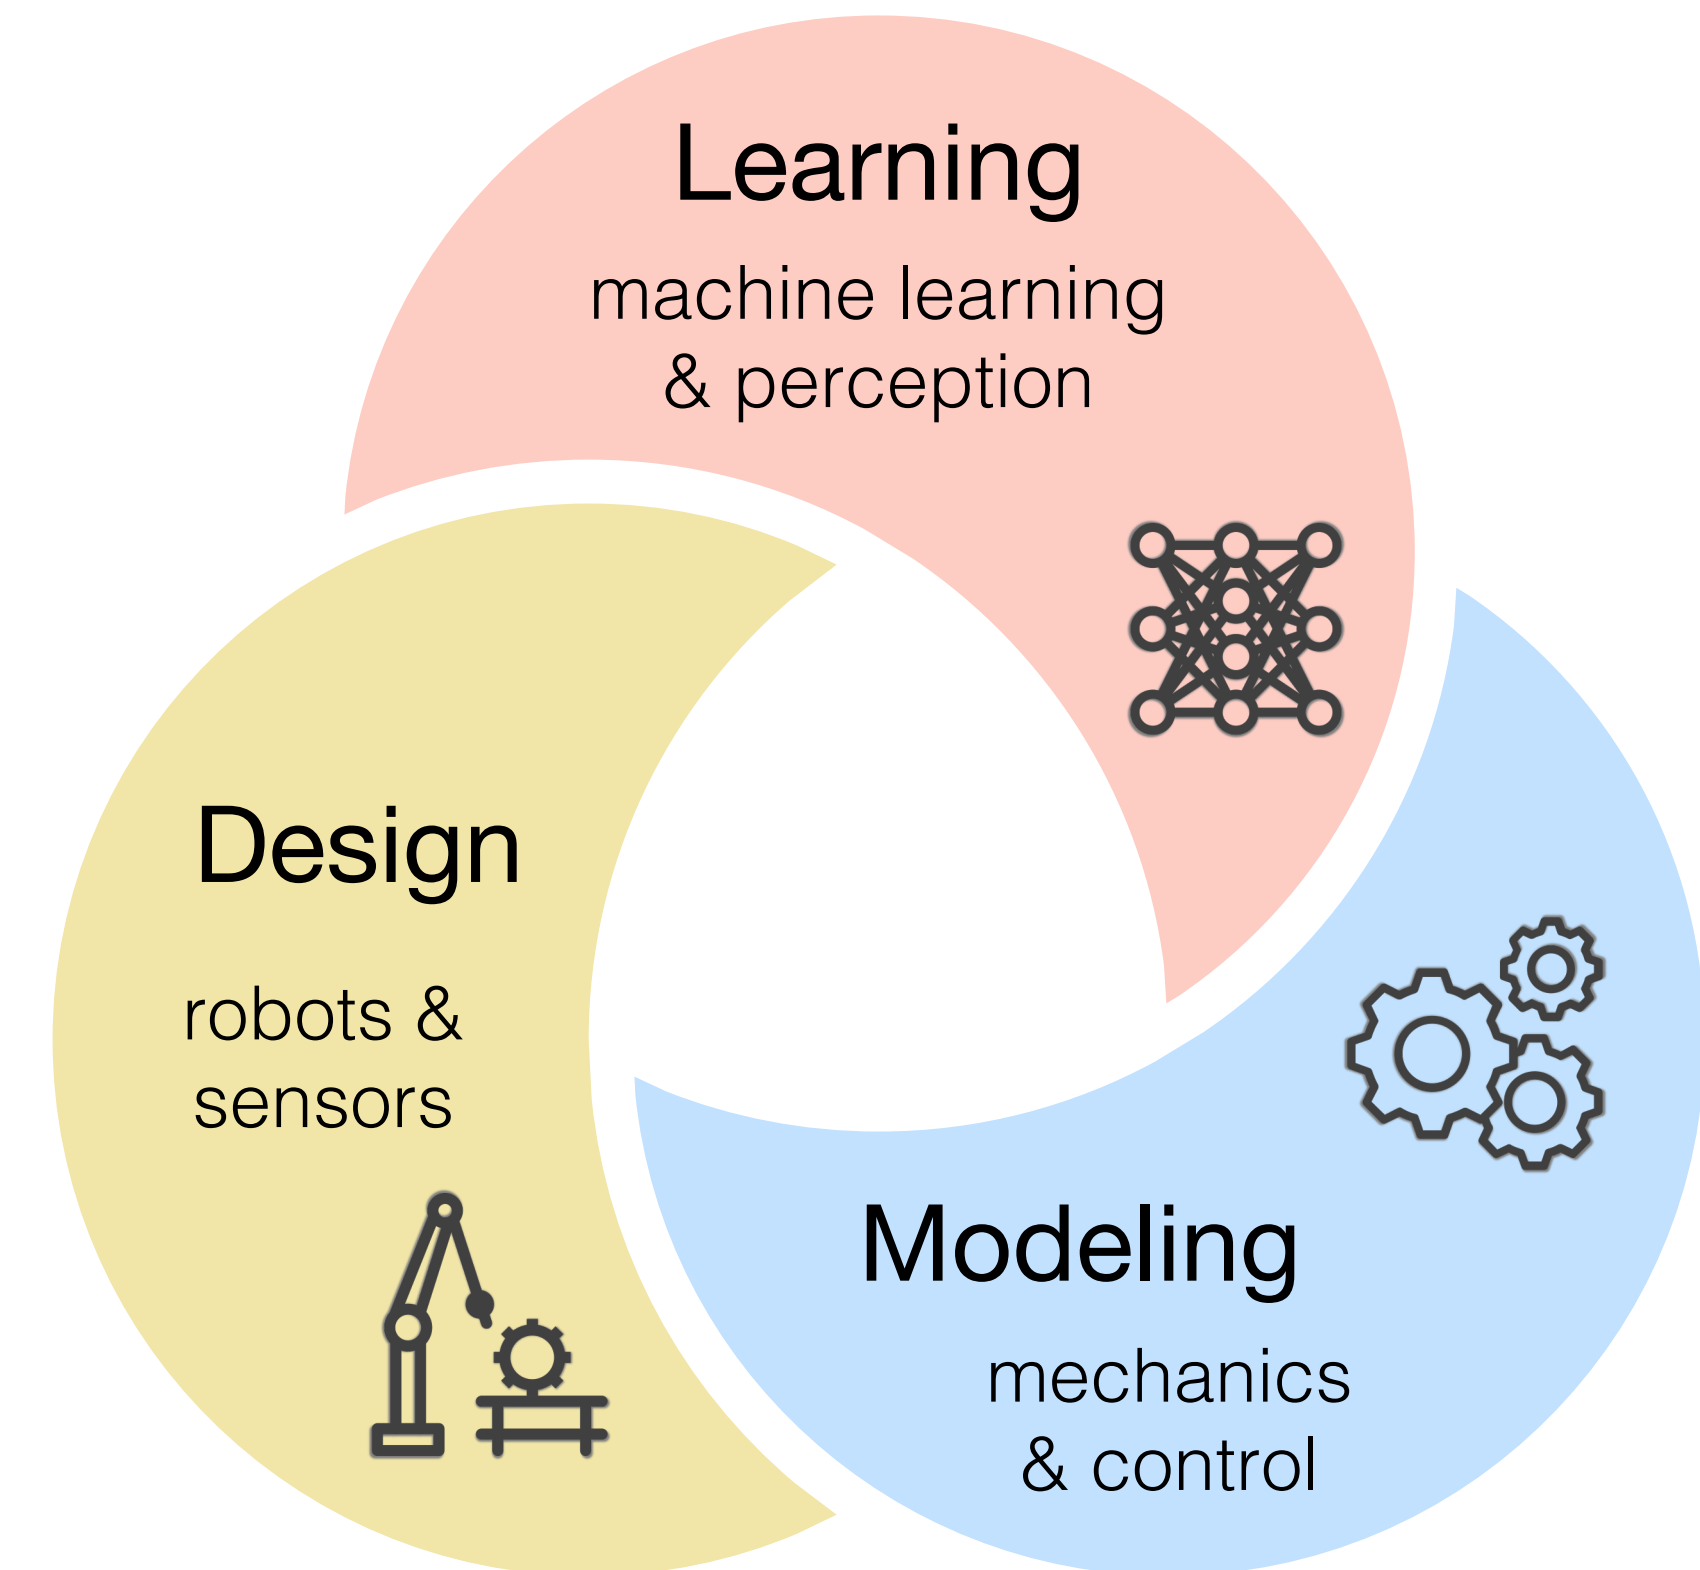 Learning
machine learning
& perception
Design
robots &
sensors
Modeling
mechanics
& control